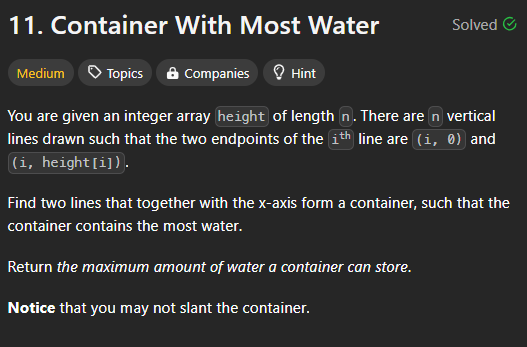 11. Container With Most Water
Solved
Medium
Topics
Companies
Hint
You are given an integer array height of length n. There are n vertical
lines drawn such that the two endpoints of the ith line are (i, 0) and
(i, height[i]).
Find two lines that together with the x-axis form a container, such that the
container contains the most water.
Return the maximum amount of water a container can store.
Notice that you may not slant the container.